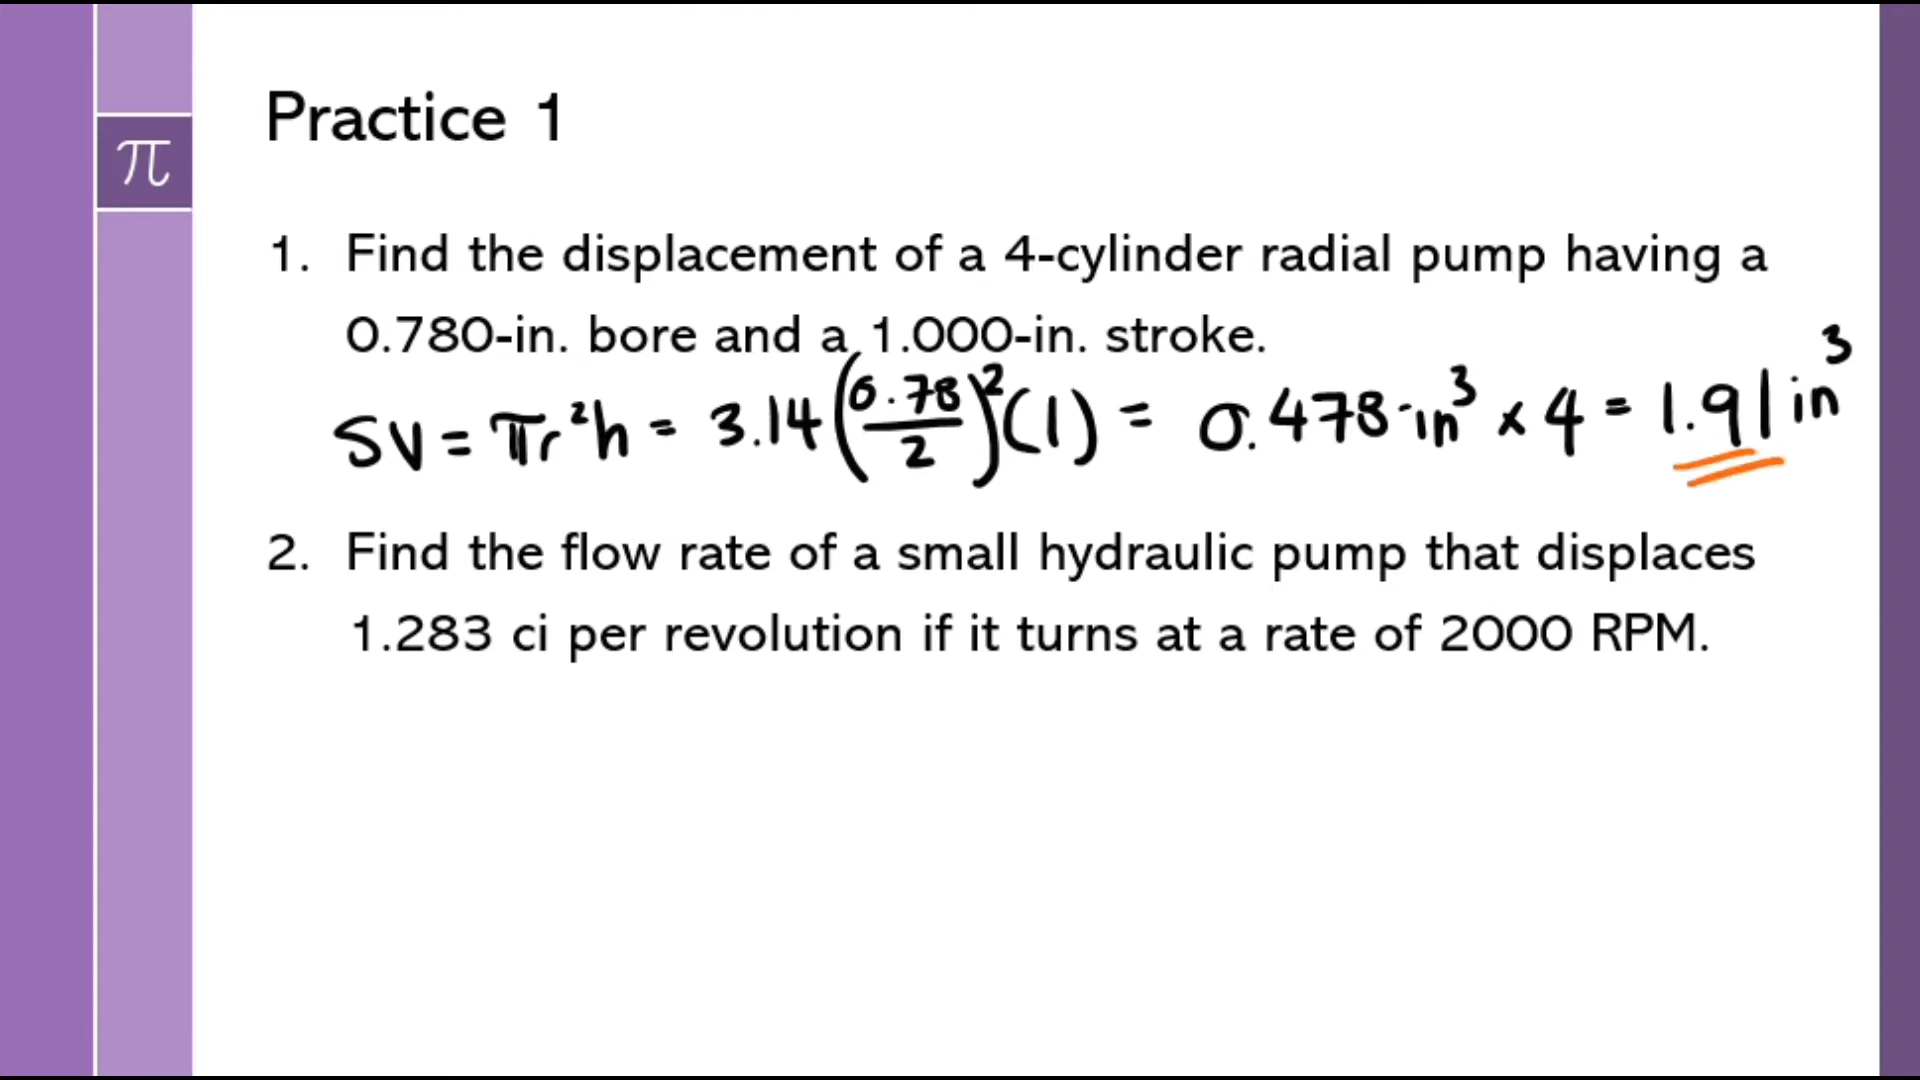 π
Practice 1
1. Find the displacement of a 4-cylinder radial pump having a
0.780-in. bore and a 1.000-in. stroke.
SV = πr²h = 3.14(0.78/2)²(1) = 0.478 in³ × 4 = 1.91 in³
2. Find the flow rate of a small hydraulic pump that displaces
1.283 ci per revolution if it turns at a rate of 2000 RPM.